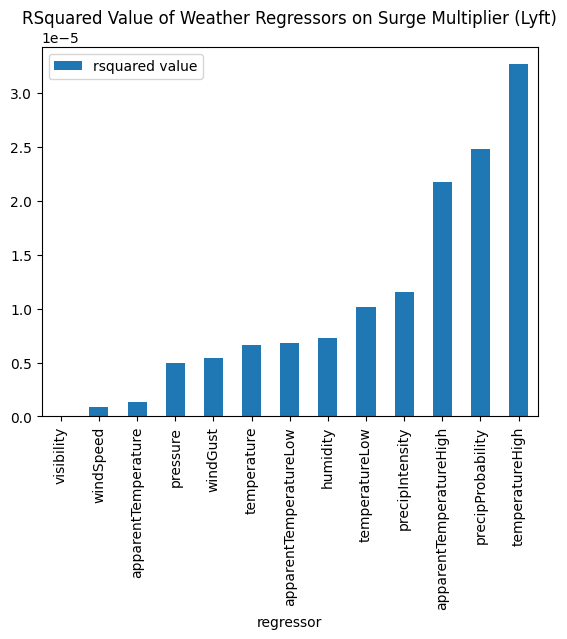 RSquared Value of Weather Regressors on Surge Multiplier (Lyft)
1e−5
rsquared value
3.0
2.5
2.0
1.5
1.0
0.5
0.0
visibility
windSpeed
apparentTemperature
pressure
windGust
temperature
apparentTemperatureLow
humidity
temperatureLow
precipIntensity
apparentTemperatureHigh
precipProbability
temperatureHigh
regressor